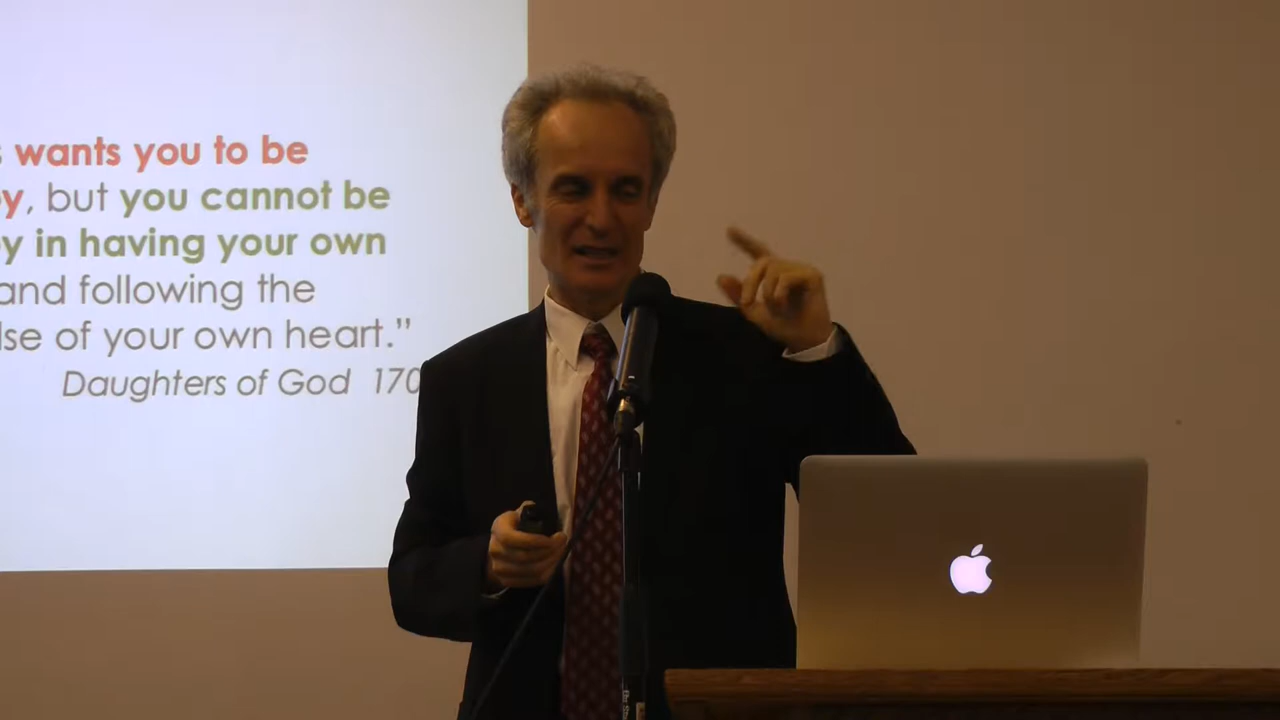 wants you to be
, but you cannot be
in having your own
and following the
of your own heart.”
Daughters of God 170